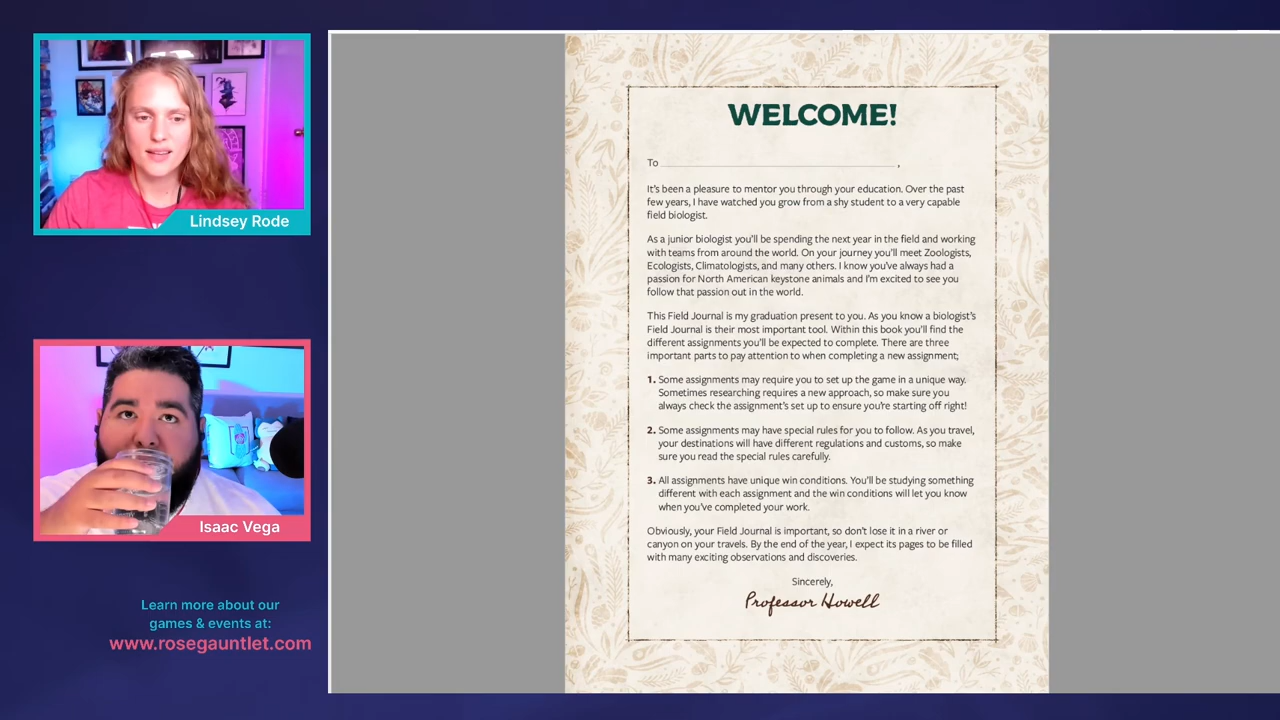 Lindsey Rode
Isaac Vega
Learn more about our
games & events at:
www.rosegauntlet.com
WELCOME!
To ,
It's been a pleasure to mentor you through your education. Over the past
few years, I have watched you grow from a shy student to a very capable
field biologist.
As a junior biologist you'll be spending the next year in the field and working
with teams from around the world. On your journey you'll meet Zoologists,
Ecologists, Climatologists, and many others. I know you've always had a
passion for North American keystone animals and I'm excited to see you
follow that passion out in the world.
This Field Journal is my graduation present to you. As you know a biologist's
Field Journal is their most important tool. Within this book you'll find the
different assignments you'll be expected to complete. There are three
important parts to pay attention to when completing a new assignment;
1. Some assignments may require you to set up the game in a unique way.
Sometimes researching requires a new approach, so make sure you
always check the assignment's set up to ensure you're starting off right!
2. Some assignments may have special rules for you to follow. As you travel,
your destinations will have different regulations and customs, so make
sure you read the special rules carefully.
3. All assignments have unique win conditions. You'll be studying something
different with each assignment and the win conditions will let you know
when you've completed your work.
Obviously, your Field Journal is important, so don't lose it in a river or
canyon on your travels. By the end of the year, I expect its pages to be filled
with many exciting observations and discoveries.
Sincerely,
Professor Howell